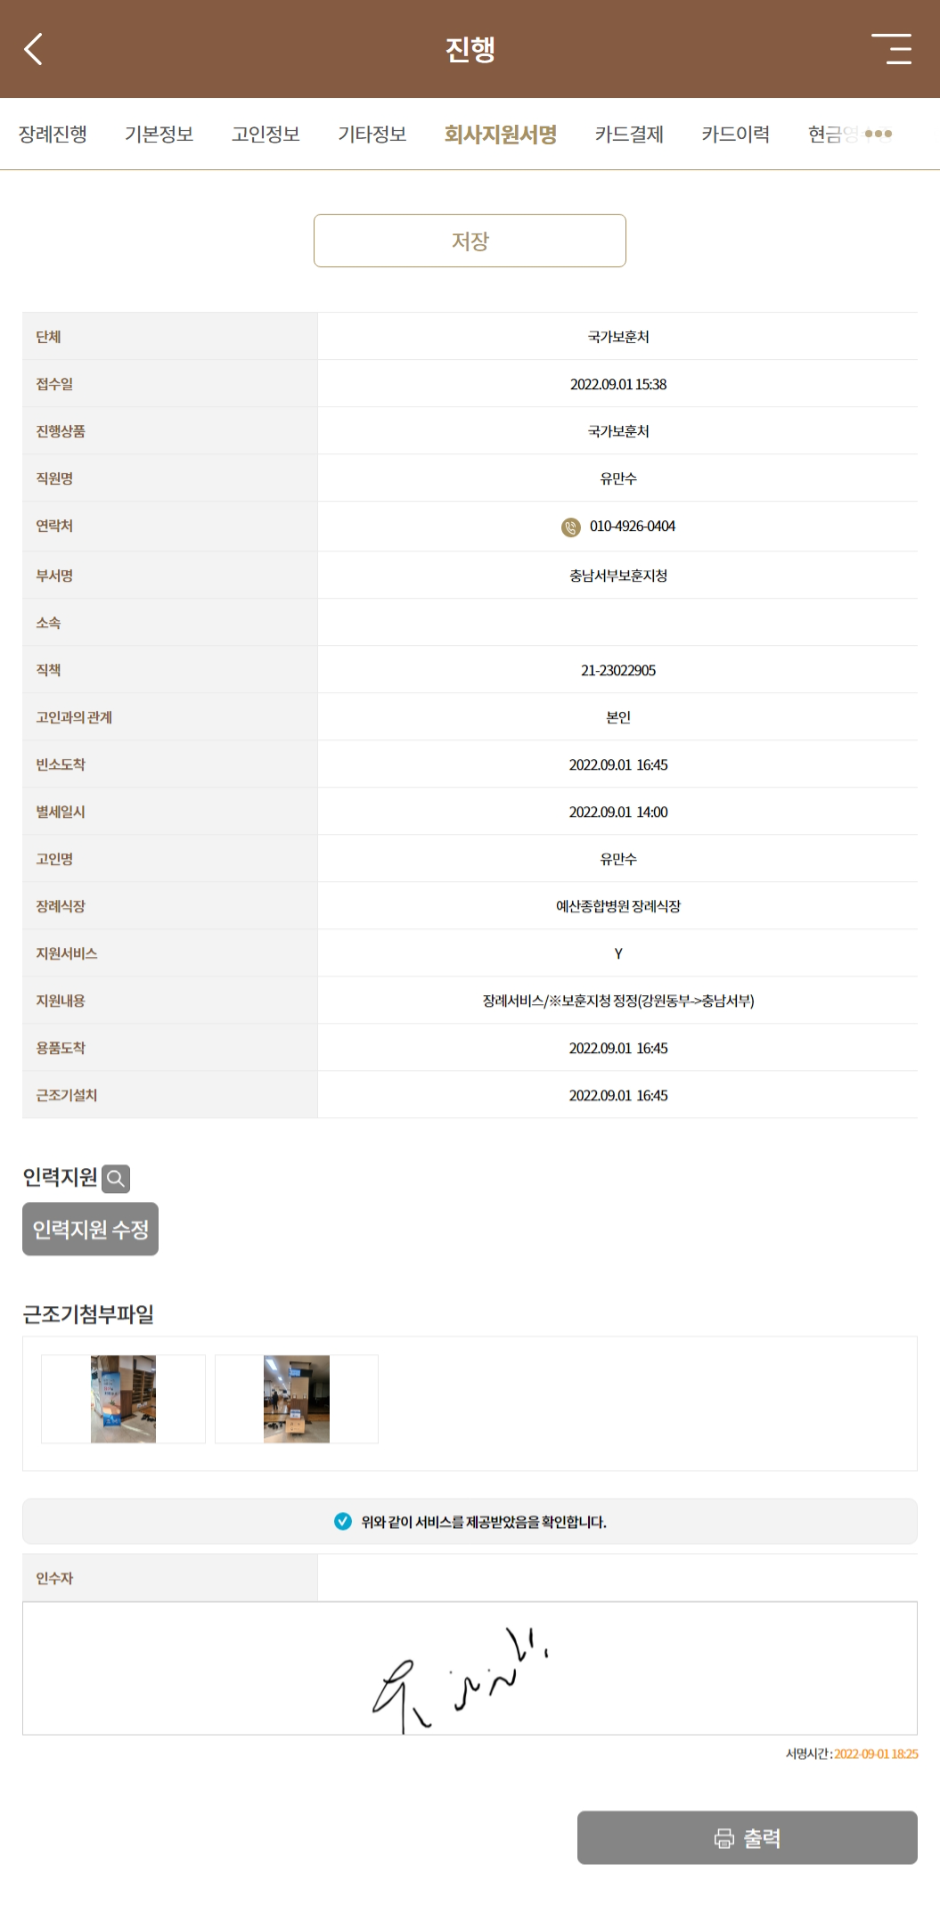 진행
장례진행 기본정보 고인정보 기타정보 회사지원서명 카드결제 카드이력 현금영
저장
단체 국가보훈처
접수일 2022.09.01 15:38
진행상품 국가보훈처
직원명 유만수
연락처 010-4926-0404
부서명 충남서부보훈지청
소속
직책 21-23022905
고인과의 관계 본인
빈소도착 2022.09.01 16:45
별세일시 2022.09.01 14:00
고인명 유만수
장례식장 예산종합병원 장례식장
지원서비스 Y
지원내용 장례서비스/※보훈지청 정정(강원동부->충남서부)
용품도착 2022.09.01 16:45
근조기설치 2022.09.01 16:45
인력지원
인력지원 수정
근조기첨부파일
위와 같이 서비스를 제공받았음을 확인합니다.
인수자
서명시간 : 2022-09-01 18:25
출력